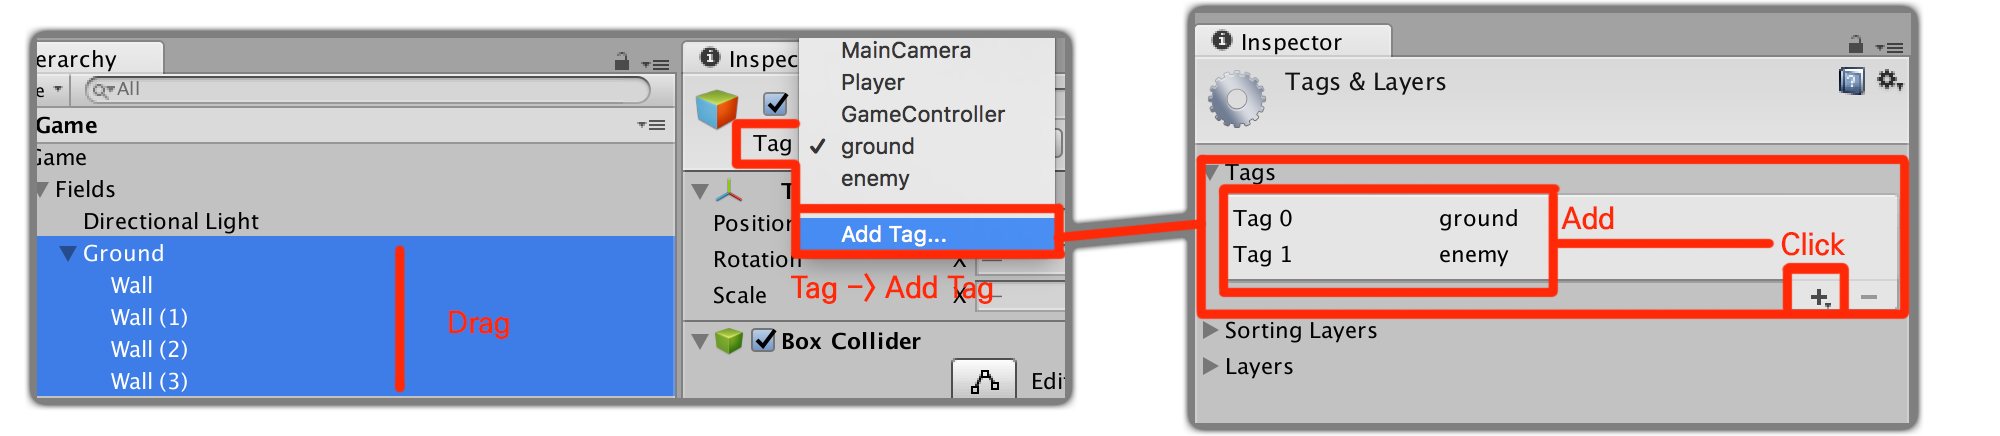 erarchy
e
All
Game
Game
Fields
Directional Light
Ground
Wall
Wall (1)
Wall (2)
Wall (3)
Drag
Inspec
MainCamera
Player
GameController
Tag
ground
enemy
T
Position
Add Tag...
Rotation X
Scale X
Tag -> Add Tag
Box Collider
Edi
Inspector
Tags & Layers
Tags
Tag 0 ground
Add
Tag 1 enemy
Click
Sorting Layers
Layers